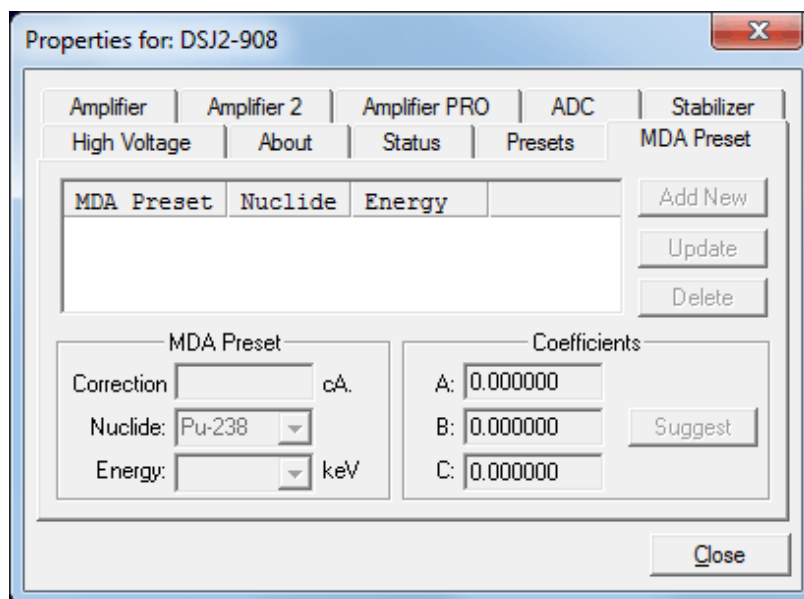 Properties for: DSJ2-908
Amplifier Amplifier 2 Amplifier PRO ADC Stabilizer
High Voltage About Status Presets MDA Preset
MDA Preset Nuclide Energy
Add New
Update
Delete
MDA Preset
Correction cA.
Nuclide: Pu-238
Energy: keV
Coefficients
A: 0.000000
B: 0.000000
C: 0.000000
Suggest
Close